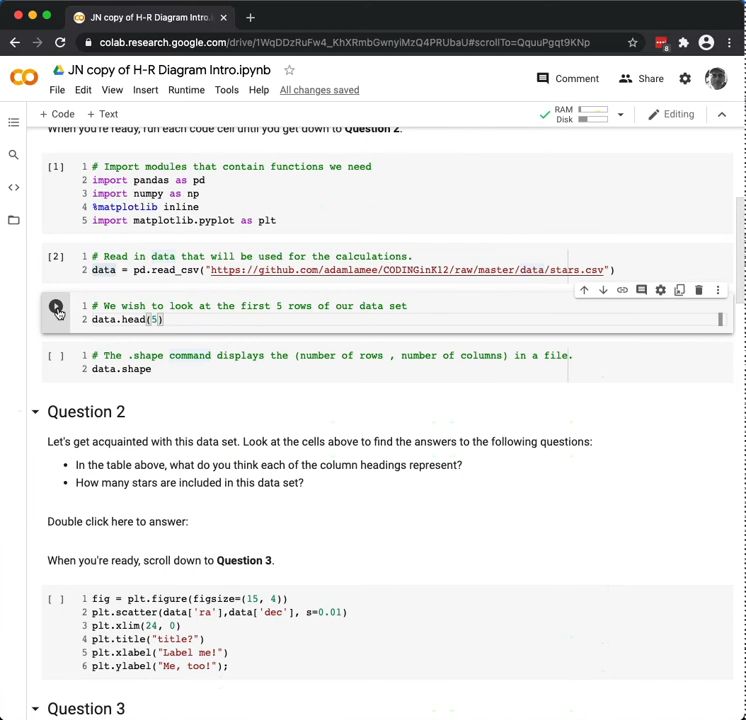 JN copy of H-R Diagram Intro.i
colab.research.google.com/drive/1WqDDzRuFw4_KhXRmbGwnyiMzQ4PRUbaU#scrollTo=QquuPgqt9KNp
8
JN copy of H-R Diagram Intro.ipynb
Comment
Share
File Edit View Insert Runtime Tools Help All changes saved
+ Code + Text
RAM
Disk
Editing
When you're ready, run each code cell until you get down to Question 2.
[1] 1 # Import modules that contain functions we need
2 import pandas as pd
3 import numpy as np
4 %matplotlib inline
5 import matplotlib.pyplot as plt
[2] 1 # Read in data that will be used for the calculations.
2 data = pd.read_csv("https://github.com/adamlamee/CODINGinK12/raw/master/data/stars.csv")
1 # We wish to look at the first 5 rows of our data set
2 data.head(5)
[ ] 1 # The .shape command displays the (number of rows , number of columns) in a file.
2 data.shape
Question 2
Let's get acquainted with this data set. Look at the cells above to find the answers to the following questions:
• In the table above, what do you think each of the column headings represent?
• How many stars are included in this data set?
Double click here to answer:
When you're ready, scroll down to Question 3.
[ ] 1 fig = plt.figure(figsize=(15, 4))
2 plt.scatter(data['ra'],data['dec'], s=0.01)
3 plt.xlim(24, 0)
4 plt.title("title?")
5 plt.xlabel("Label me!")
6 plt.ylabel("Me, too!");
Question 3